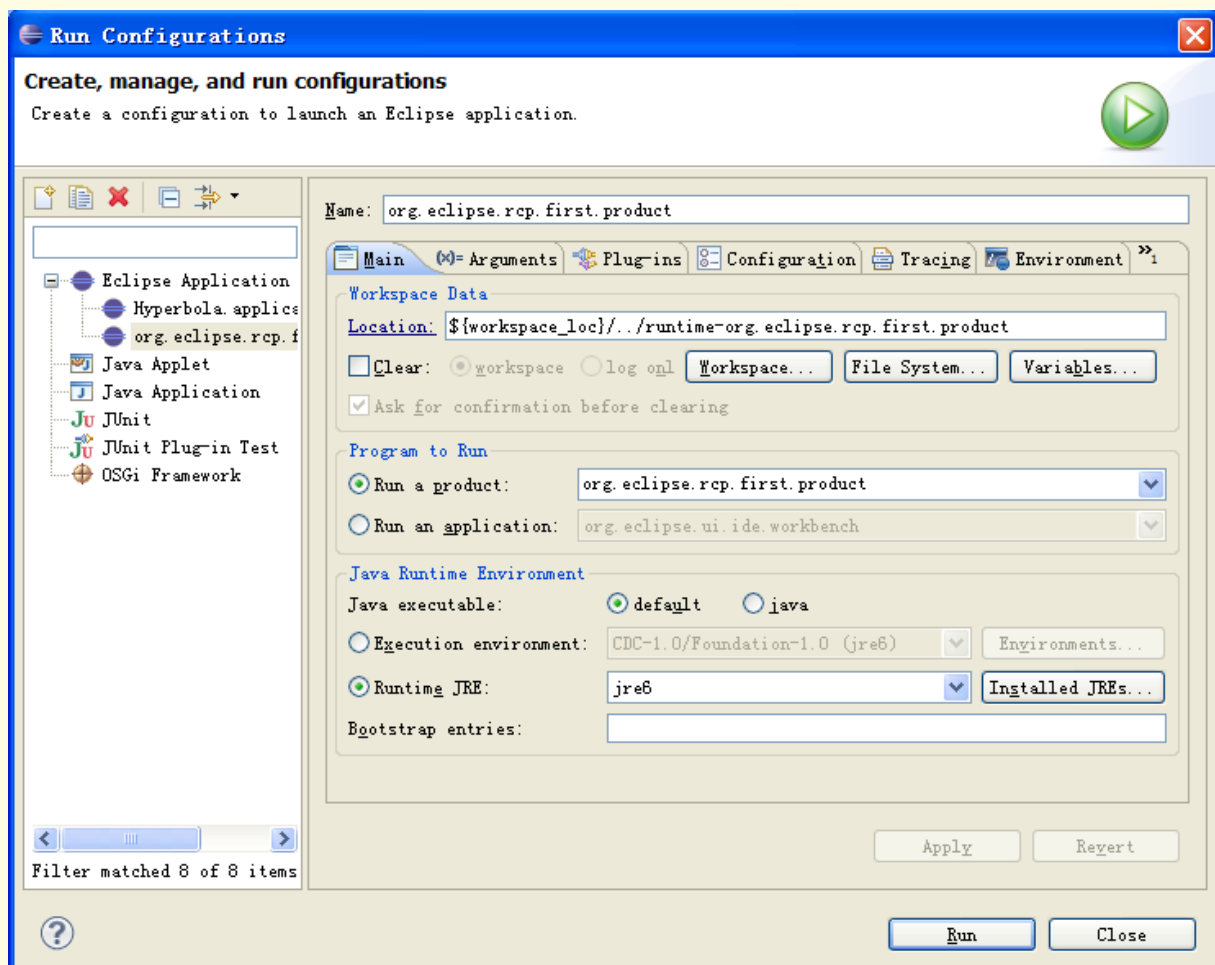 Run Configurations
Create, manage, and run configurations
Create a configuration to launch an Eclipse application.
Name: org.eclipse.rcp.first.product
Main (x)= Arguments Plug-ins Configuration Tracing Environment »1
Eclipse Application
Hyperbola.applica
org.eclipse.rcp.f
Java Applet
Java Application
JUnit
JUnit Plug-in Test
OSGi Framework
Filter matched 8 of 8 items
Workspace Data
Location: ${workspace_loc}/../runtime-org.eclipse.rcp.first.product
Clear: workspace log onl Workspace... File System... Variables...
Ask for confirmation before clearing
Program to Run
Run a product: org.eclipse.rcp.first.product
Run an application: org.eclipse.ui.ide.workbench
Java Runtime Environment
Java executable: default java
Execution environment: CDC-1.0/Foundation-1.0 (jre6) Environments...
Runtime JRE: jre6 Installed JREs...
Bootstrap entries:
Apply Revert
Run Close